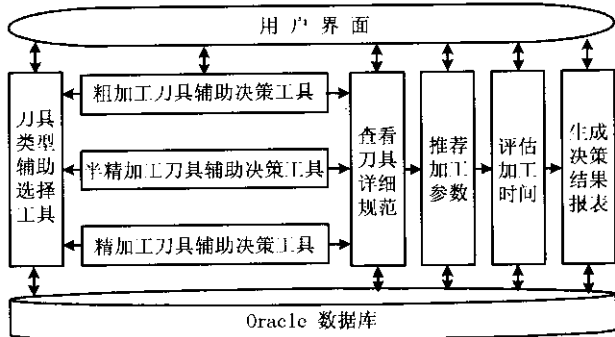 用户界面
刀具
类型
辅助
选择
工具
粗加工刀具辅助决策工具
半精加工刀具辅助决策工具
精加工刀具辅助决策工具
查看
刀具
详细
规范
推荐
加工
参数
评估
加工
时间
生成
决策
结果
报表
Oracle 数据库